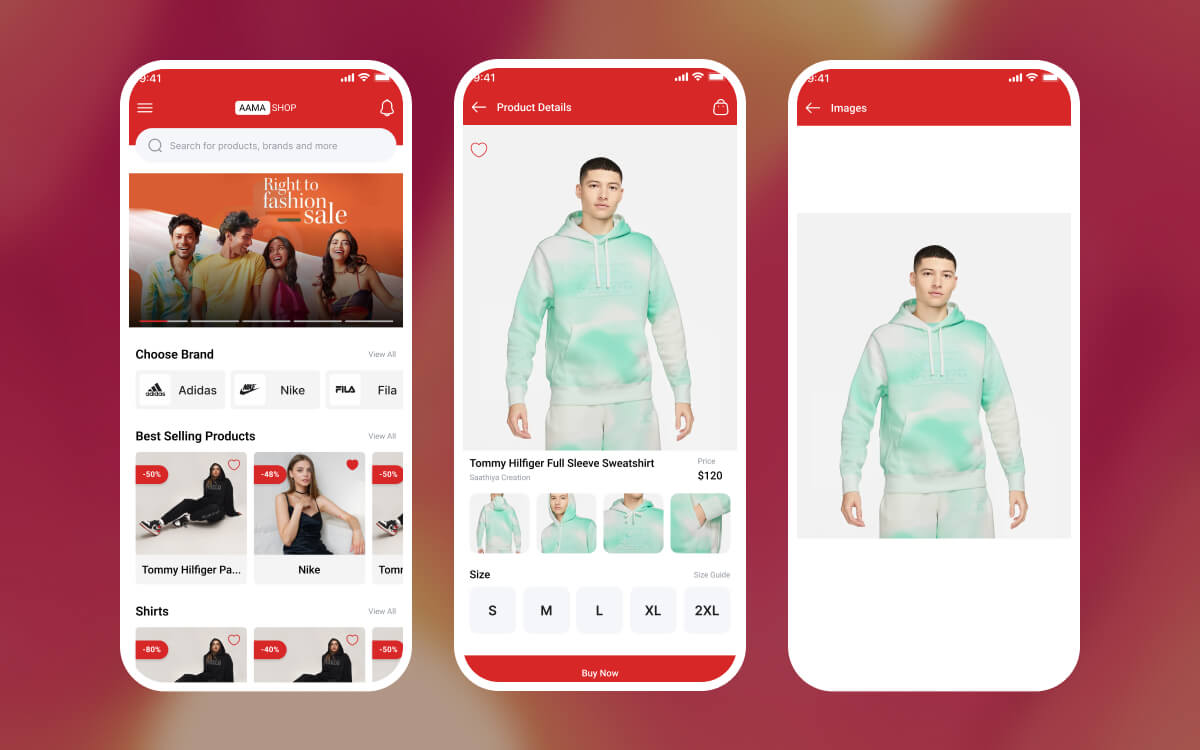 9:41
AAMA SHOP
Search for products, brands and more
Right to
fashion
sale
Choose Brand
View All
adidas
Adidas
NIKE
Nike
FILA
Fila
Best Selling Products
View All
-50%
-48%
-50%
Tommy Hilfiger Pa...
Nike
Tomm
Shirts
View All
-80%
-40%
-50%
9:41
Product Details
Tommy Hilfiger Full Sleeve Sweatshirt
Price
Saathiya Creation
$120
Size
Size Guide
S
M
L
XL
2XL
Buy Now
9:41
Images